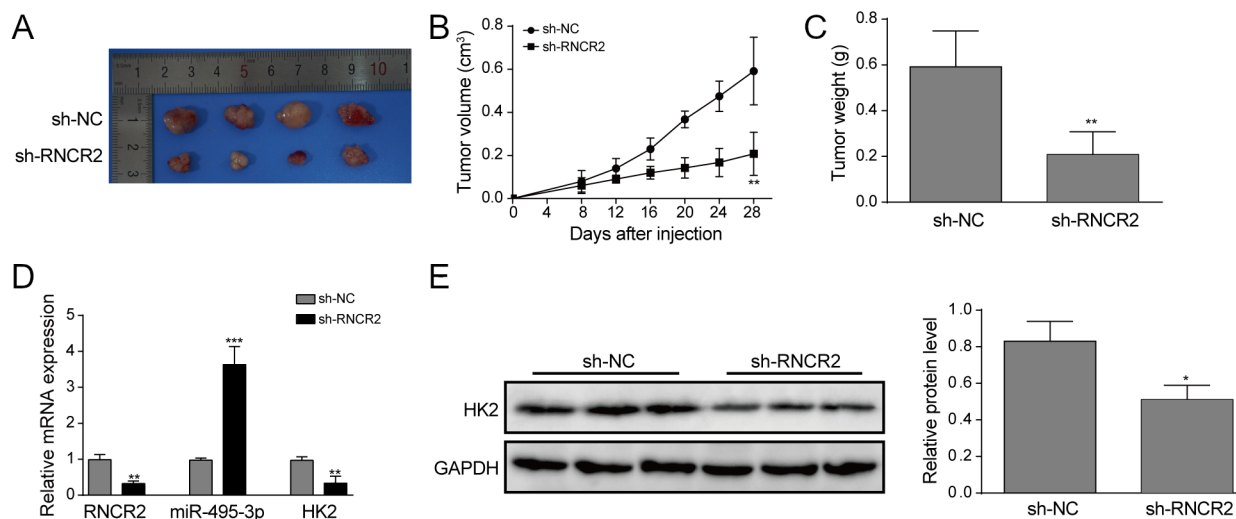 A
1 2 3 4 5 6 7 8 9 10 1
1
2
3
sh-NC
sh-RNCR2
B
sh-NC
sh-RNCR2
Tumor volume (cm³)
0.8
0.6
0.4
0.2
0.0
0 4 8 12 16 20 24 28
**
Days after injection
C
Tumor weight (g)
0.8
0.6
0.4
0.2
0.0
**
sh-NC sh-RNCR2
D
sh-NC
sh-RNCR2
Relative mRNA expression
5
4
3
2
1
0
** *** **
RNCR2 miR-495-3p HK2
E
sh-NC sh-RNCR2
HK2
GAPDH
Relative protein level
1.0
0.8
0.6
0.4
0.2
0.0
*
sh-NC sh-RNCR2